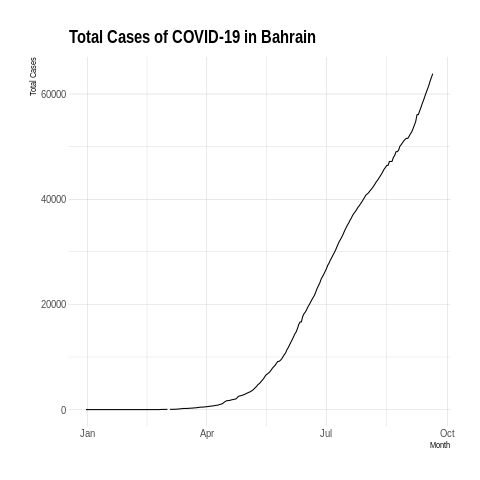 Total Cases of COVID-19 in Bahrain
Total Cases
60000
40000
20000
0
Jan Apr Jul Oct
Month